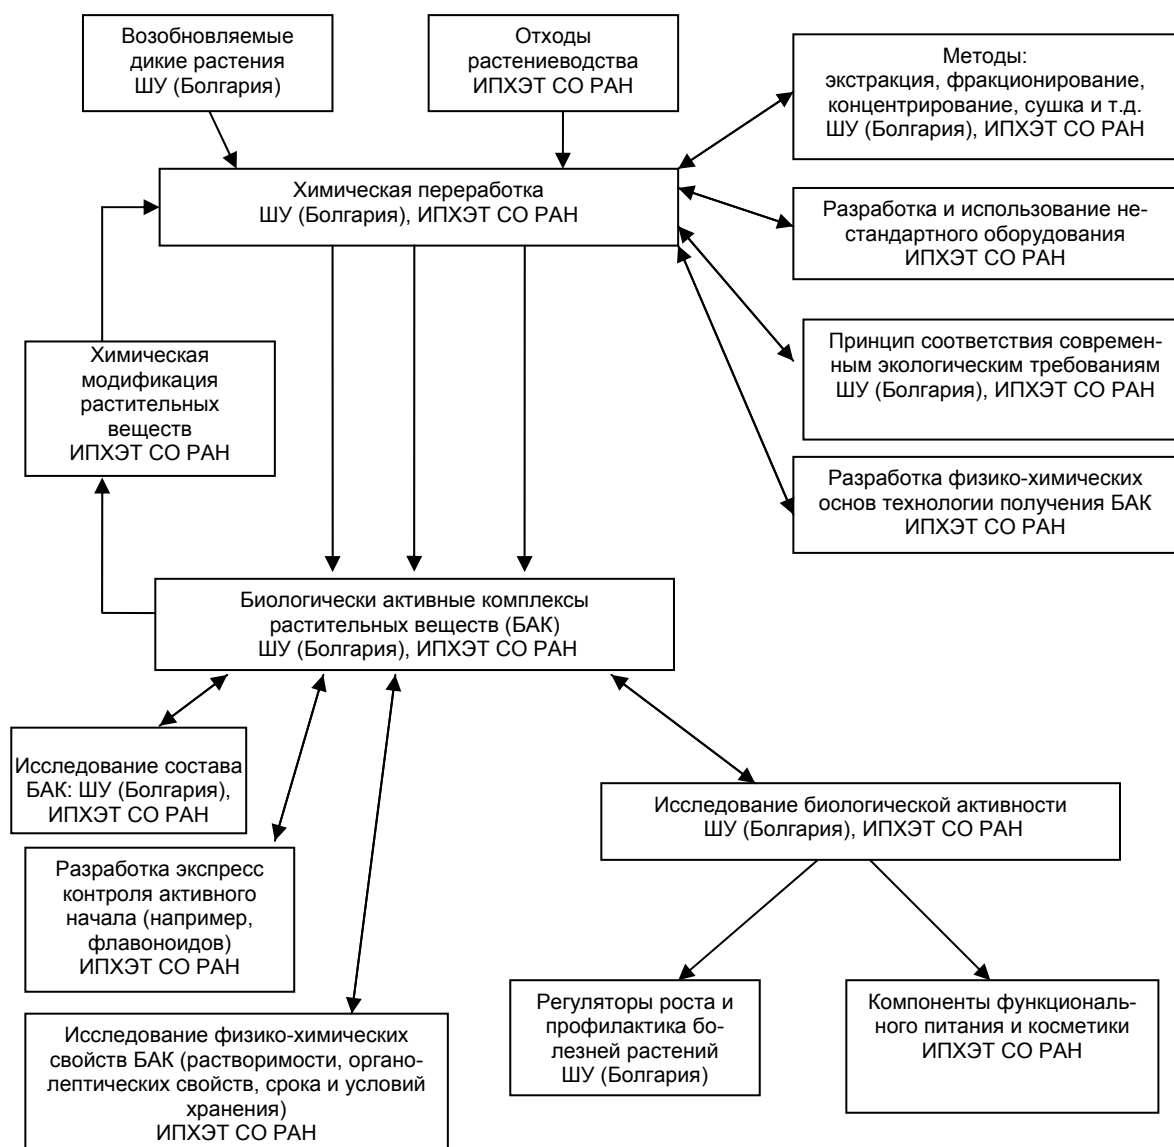 Возобновляемые
дикие растения
ШУ (Болгария)
Отходы
растениеводства
ИПХЭТ СО РАН
Методы:
экстракция, фракционирование,
концентрирование, сушка и т.д.
ШУ (Болгария), ИПХЭТ СО РАН
Химическая переработка
ШУ (Болгария), ИПХЭТ СО РАН
Разработка и использование не-
стандартного оборудования
ИПХЭТ СО РАН
Принцип соответствия современ-
ным экологическим требованиям
ШУ (Болгария), ИПХЭТ СО РАН
Химическая
модификация
растительных
веществ
ИПХЭТ СО РАН
Разработка физико-химических
основ технологии получения БАК
ИПХЭТ СО РАН
Биологически активные комплексы
растительных веществ (БАК)
ШУ (Болгария), ИПХЭТ СО РАН
Исследование состава
БАК: ШУ (Болгария),
ИПХЭТ СО РАН
Исследование биологической активности
ШУ (Болгария), ИПХЭТ СО РАН
Разработка экспресс
контроля активного
начала (например,
флавоноидов)
ИПХЭТ СО РАН
Регуляторы роста и
профилактика бо-
лезней растений
ШУ (Болгария)
Компоненты функциональ-
ного питания и косметики
ИПХЭТ СО РАН
Исследование физико-химических
свойств БАК (растворимости, органо-
лептических свойств, срока и условий
хранения)
ИПХЭТ СО РАН